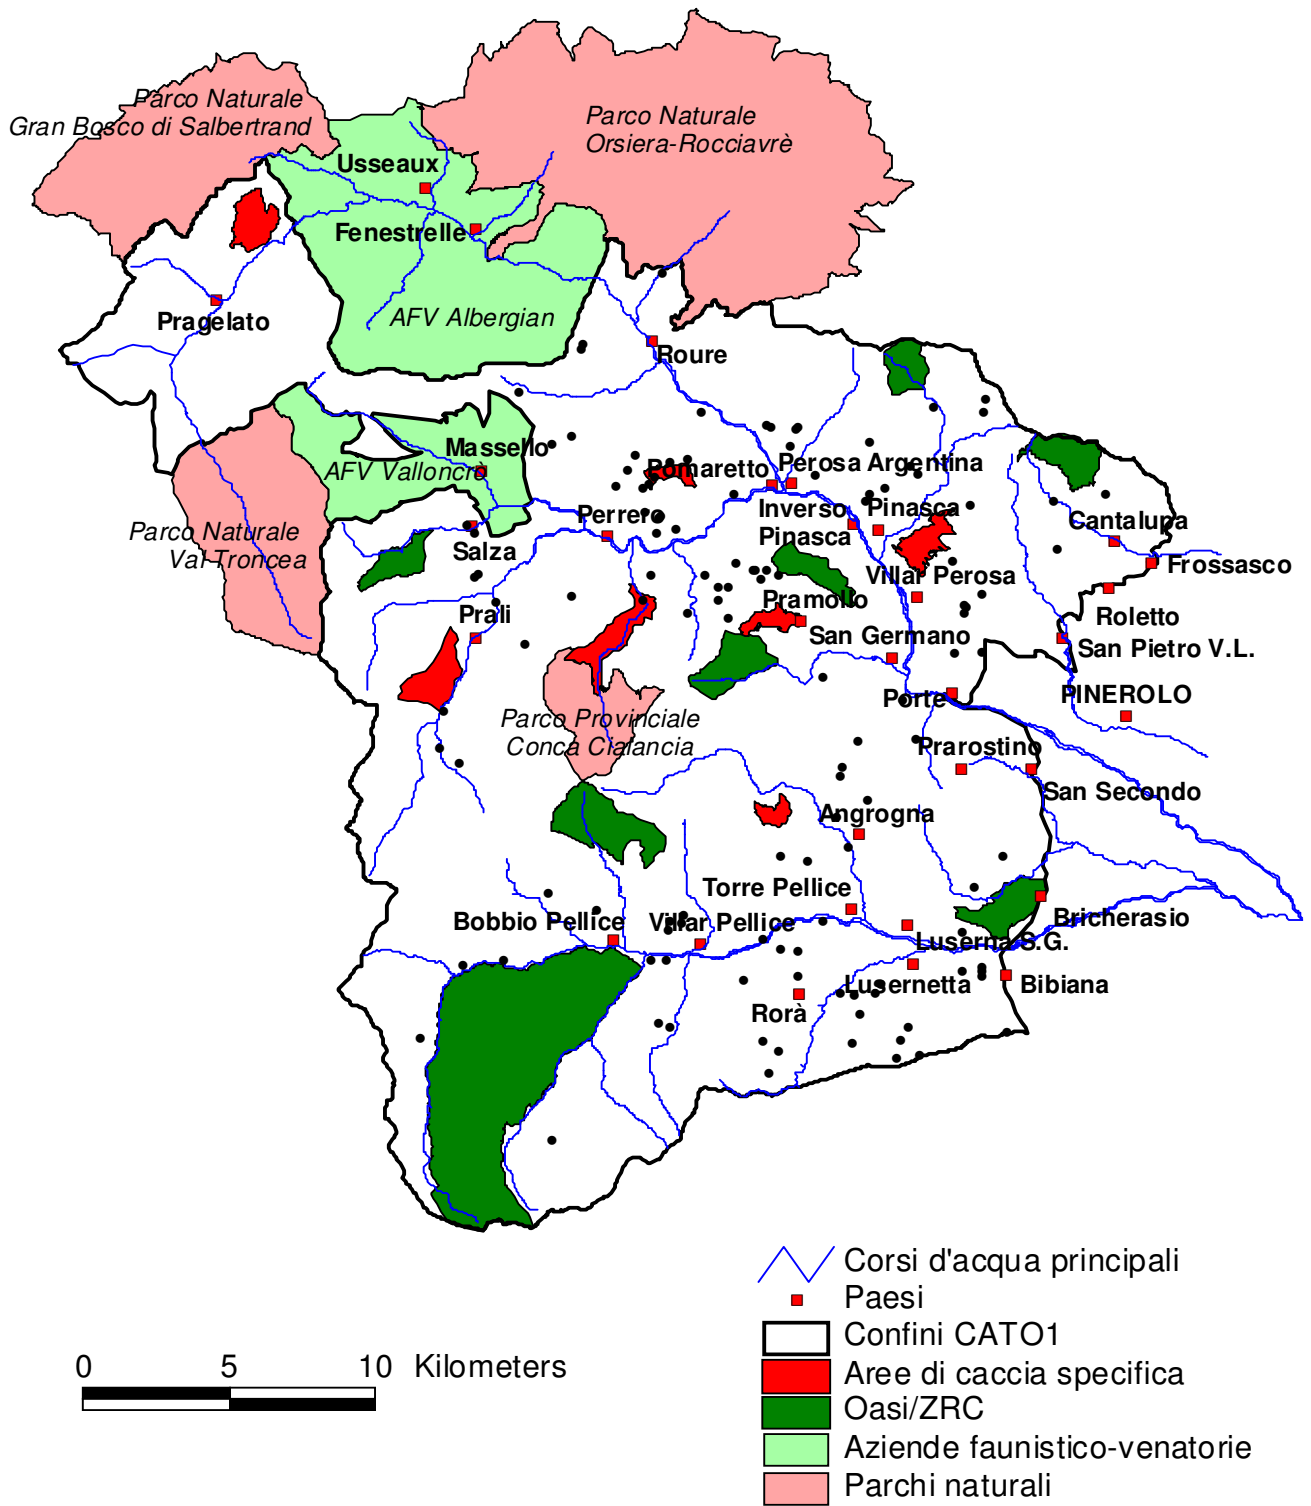 Parco Naturale
Gran Bosco di Salbertrand
Parco Naturale
Orsiera-Rocciavrè
Usseaux
Fenestrelle
AFV Albergian
Pragelato
Roure
Massello
AFV Valloncrò
Pomaretto
Perosa Argentina
Inverso
Pinasca
Pinasca
Perrero
Cantalupa
Parco Naturale
Val Troncea
Salza
Frossasco
Villar Perosa
Prali
Pramollo
Roletto
San Germano
San Pietro V.L.
Porte
PINEROLO
Parco Provinciale
Conca Cialancia
Prarostino
San Secondo
Angrogna
Torre Pellice
Bobbio Pellice
Villar Pellice
Bricherasio
Luserna S.G.
Lusernetta
Bibiana
Rorà
Corsi d'acqua principali
Paesi
Confini CATO1
0 5 10 Kilometers
Aree di caccia specifica
Oasi/ZRC
Aziende faunistico-venatorie
Parchi naturali